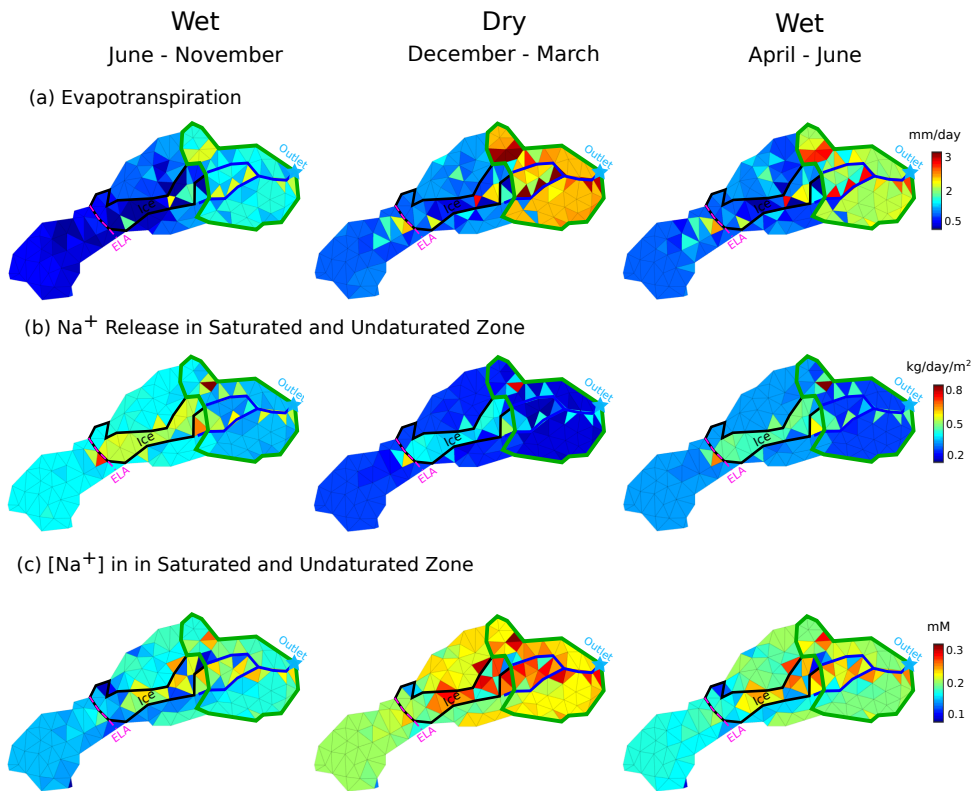 Wet Dry Wet
June - November December - March April - June
(a) Evapotranspiration
mm/day
Outlet Outlet Outlet
3
2
0.5
Ice Ice Ice
ELA ELA ELA
(b) Na+ Release in Saturated and Undaturated Zone
kg/day/m²
Outlet Outlet Outlet
0.8
0.5
0.2
Ice Ice Ice
ELA ELA ELA
(c) [Na+] in in Saturated and Undaturated Zone
mM
Outlet Outlet Outlet
0.3
0.2
0.1
Ice Ice Ice
ELA ELA ELA